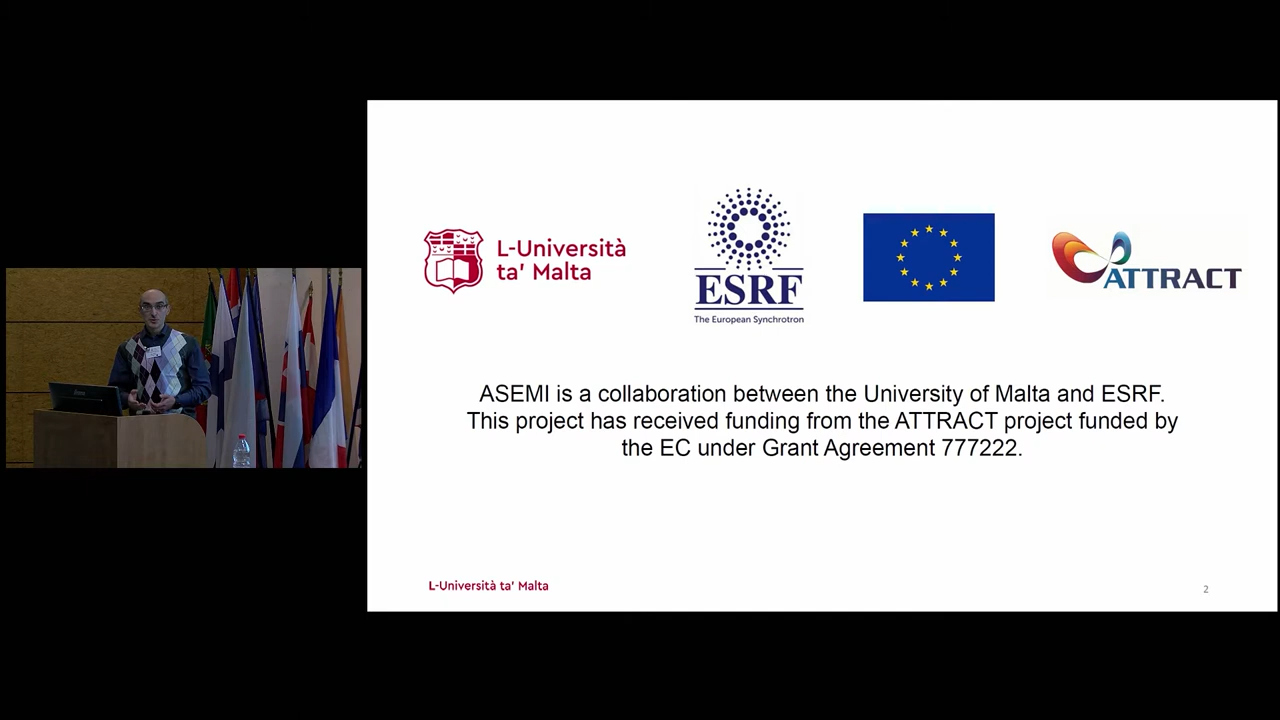 L-Università
ta' Malta
ESRF
The European Synchrotron
ATTRACT
ASEMI is a collaboration between the University of Malta and ESRF.
This project has received funding from the ATTRACT project funded by
the EC under Grant Agreement 777222.
L-Università ta' Malta
2